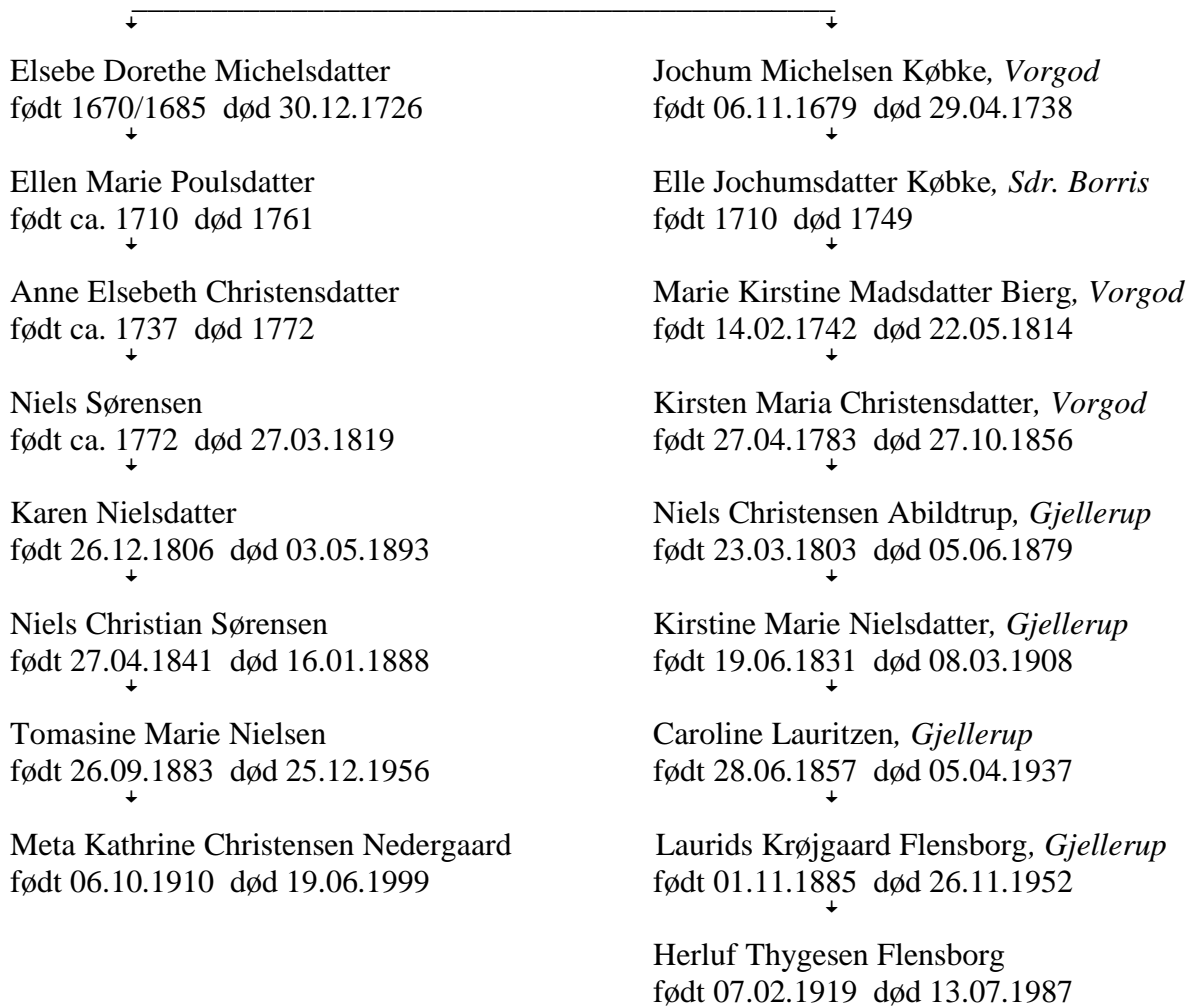 Elsebe Dorethe Michelsdatter
født 1670/1685 død 30.12.1726
Ellen Marie Poulsdatter
født ca. 1710 død 1761
Anne Elsebeth Christensdatter
født ca. 1737 død 1772
Niels Sørensen
født ca. 1772 død 27.03.1819
Karen Nielsdatter
født 26.12.1806 død 03.05.1893
Niels Christian Sørensen
født 27.04.1841 død 16.01.1888
Tomasine Marie Nielsen
født 26.09.1883 død 25.12.1956
Meta Kathrine Christensen Nedergaard
født 06.10.1910 død 19.06.1999
Jochum Michelsen Købke, Vorgod
født 06.11.1679 død 29.04.1738
Elle Jochumsdatter Købke, Sdr. Borris
født 1710 død 1749
Marie Kirstine Madsdatter Bierg, Vorgod
født 14.02.1742 død 22.05.1814
Kirsten Maria Christensdatter, Vorgod
født 27.04.1783 død 27.10.1856
Niels Christensen Abildtrup, Gjellerup
født 23.03.1803 død 05.06.1879
Kirstine Marie Nielsdatter, Gjellerup
født 19.06.1831 død 08.03.1908
Caroline Lauritzen, Gjellerup
født 28.06.1857 død 05.04.1937
Laurids Krøjgaard Flensborg, Gjellerup
født 01.11.1885 død 26.11.1952
Herluf Thygesen Flensborg
født 07.02.1919 død 13.07.1987